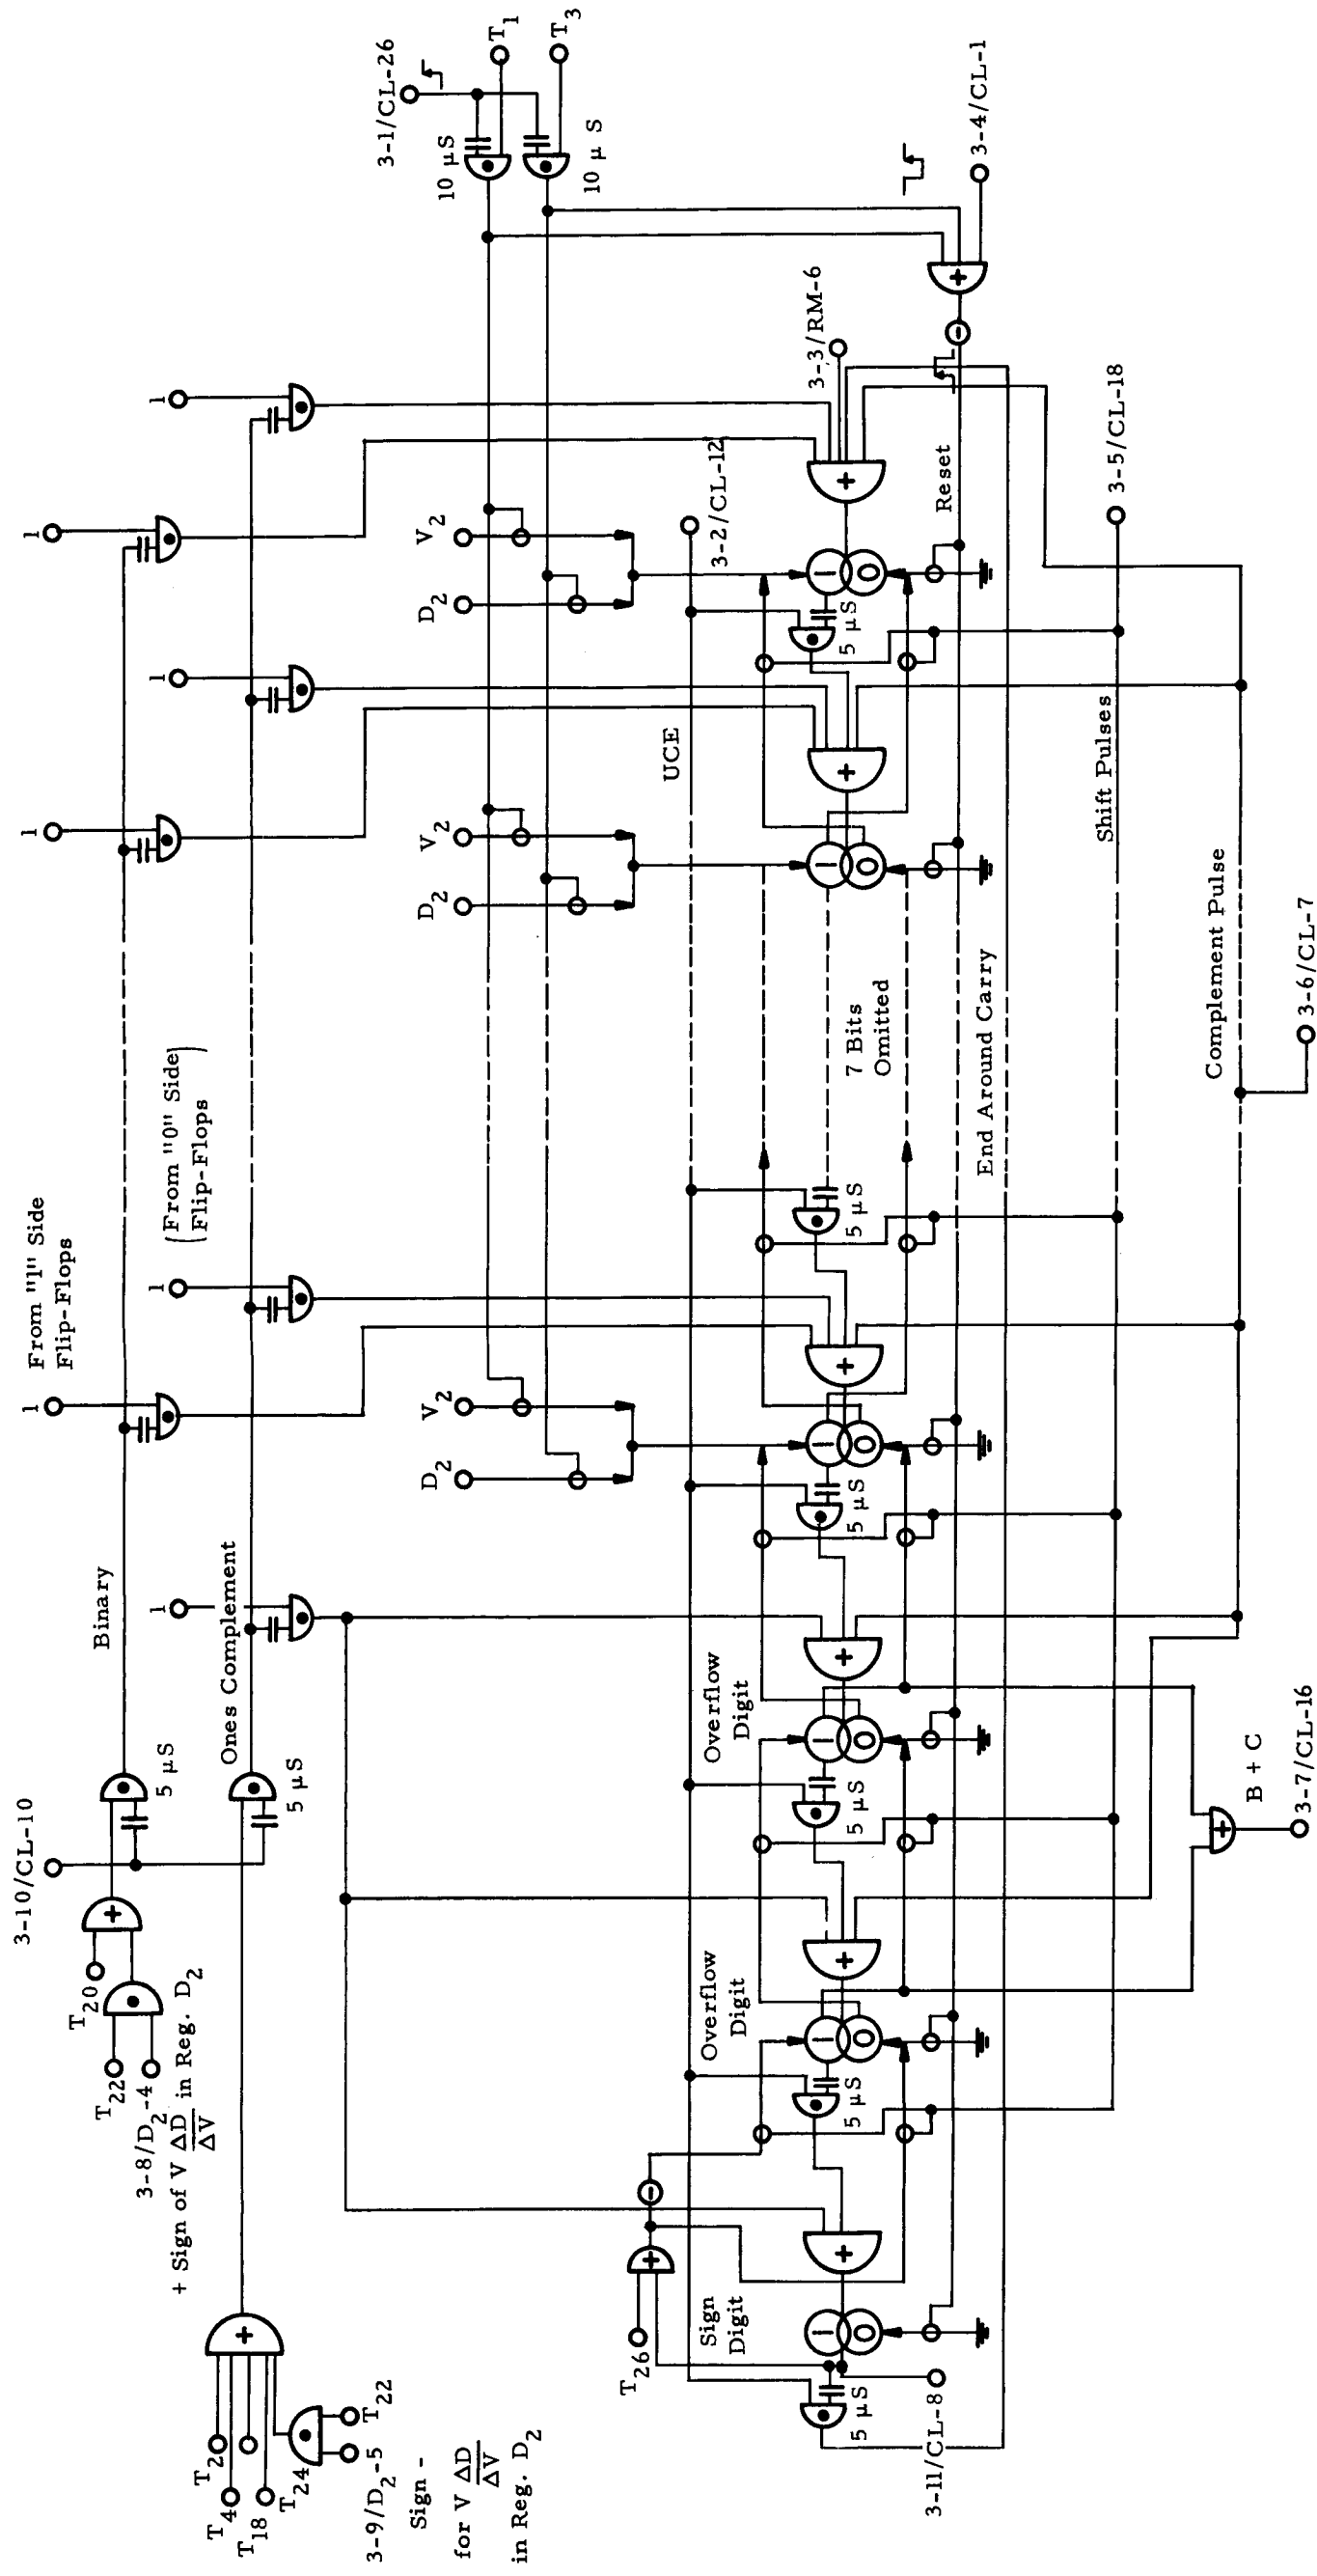 3-10/CL-10
T20
T22
3-8/D2-4
+ Sign of V ΔD/ΔV in Reg. D2
T2
T4
T18
T24
T22
3-9/D2-5
Sign -
for V ΔD/ΔV
in Reg. D2
Binary
Ones Complement
5 μS
5 μS
From "1" Side
Flip-Flops
(From "0" Side)
(Flip-Flops
1
1
1
1
1
1
1
3-1/CL-26
10 μS
10 μ S
T1
T3
D2
V2
D2
V2
D2
V2
T26
Sign
Digit
Overflow
Digit
Overflow
Digit
UCE
3-2/CL-12
3-3/RM-6
3-4/CL-1
5 μS
5 μS
5 μS
5 μS
5 μS
5 μS
7 Bits
Omitted
Reset
End Around Carry
Shift Pulses
3-5/CL-18
Complement Pulse
3-6/CL-7
B + C
3-7/CL-16
3-11/CL-8